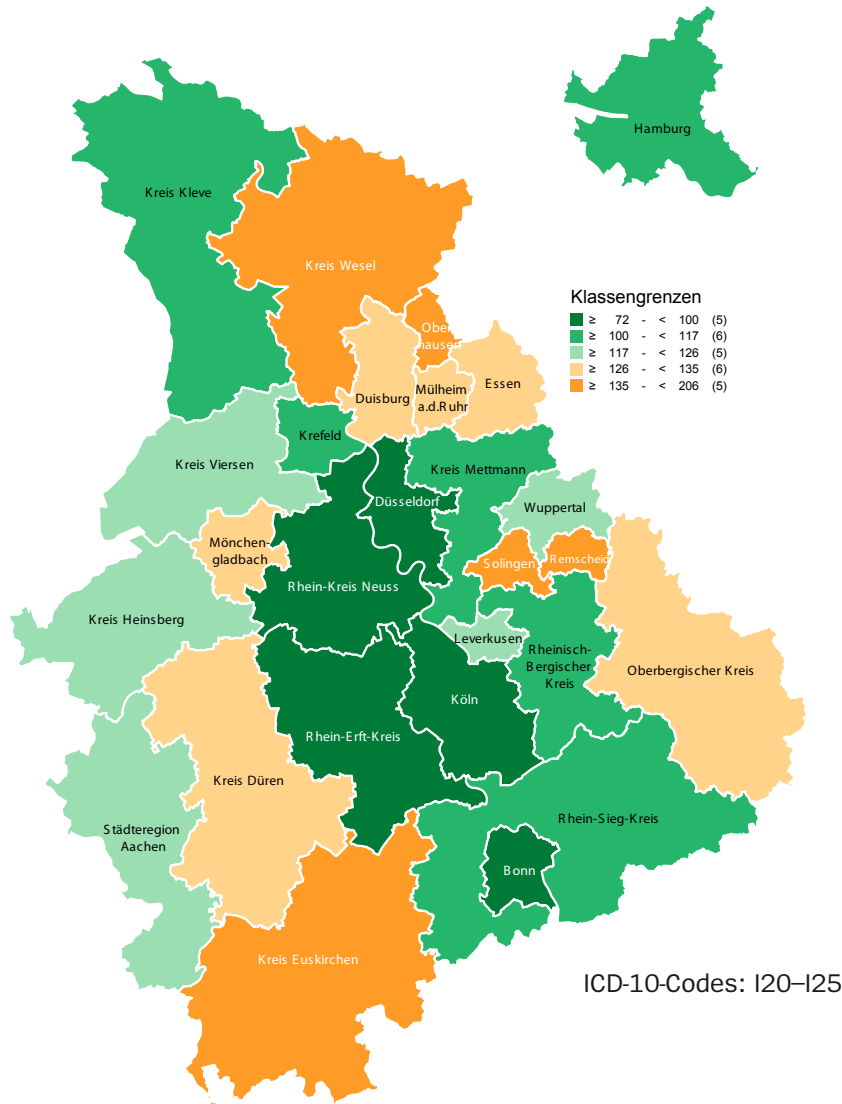 Hamburg
Kreis Kleve
Kreis Wesel
Klassengrenzen
≥ 72 - < 100 (5)
≥ 100 - < 117 (6)
≥ 117 - < 126 (5)
≥ 126 - < 135 (6)
≥ 135 - < 206 (5)
Ober
hausen
Essen
Duisburg
Mülheim
a.d.Ruhr
Krefeld
Kreis Viersen
Kreis Mettmann
Düsseldorf
Wuppertal
Mönchen-
gladbach
Solingen
Remscheid
Rhein-Kreis Neuss
Kreis Heinsberg
Leverkusen
Rheinisch-
Bergischer
Kreis
Oberbergischer Kreis
Köln
Rhein-Erft-Kreis
Kreis Düren
Städteregion
Aachen
Rhein-Sieg-Kreis
Bonn
Kreis Euskirchen
ICD-10-Codes: I20–I25